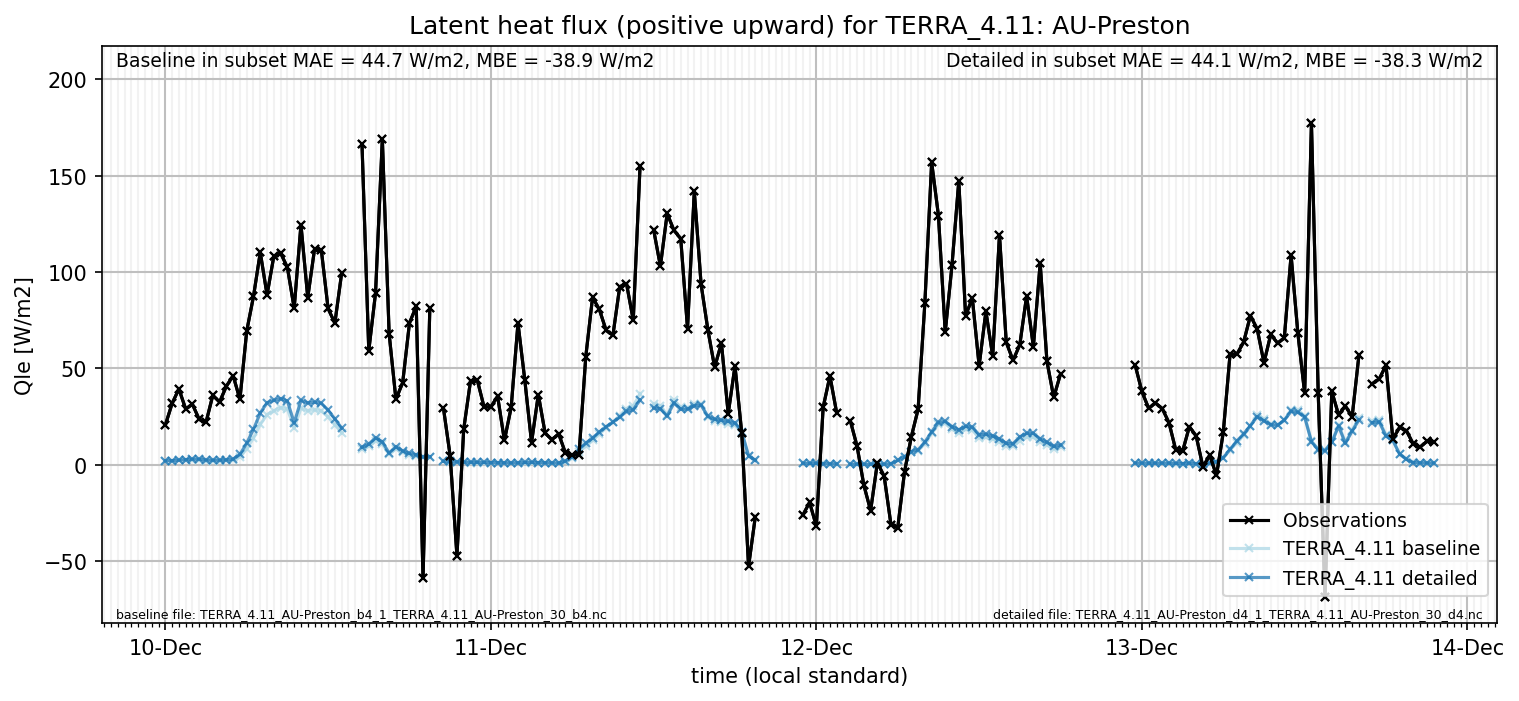 Latent heat flux (positive upward) for TERRA_4.11: AU-Preston
Baseline in subset MAE = 44.7 W/m2, MBE = -38.9 W/m2
Detailed in subset MAE = 44.1 W/m2, MBE = -38.3 W/m2
200
150
100
50
0
−50
Qle [W/m2]
Observations
TERRA_4.11 baseline
TERRA_4.11 detailed
baseline file: TERRA_4.11_AU-Preston_b4_1_TERRA_4.11_AU-Preston_30_b4.nc
detailed file: TERRA_4.11_AU-Preston_d4_1_TERRA_4.11_AU-Preston_30_d4.nc
10-Dec
11-Dec
12-Dec
13-Dec
14-Dec
time (local standard)